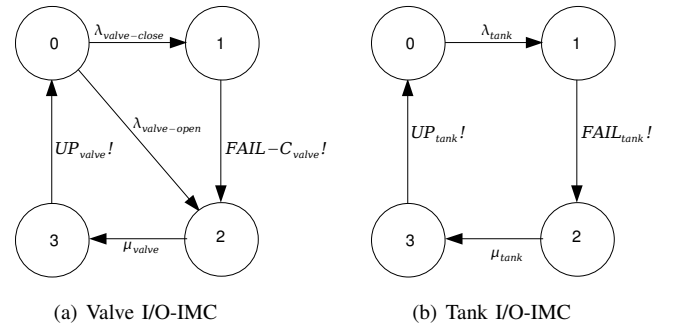 0
λvalve−close
1
λvalve−open
UPvalve!
FAIL−Cvalve!
3
μvalve
2
(a) Valve I/O-IMC
0
λtank
1
UPtank!
FAILtank!
3
μtank
2
(b) Tank I/O-IMC